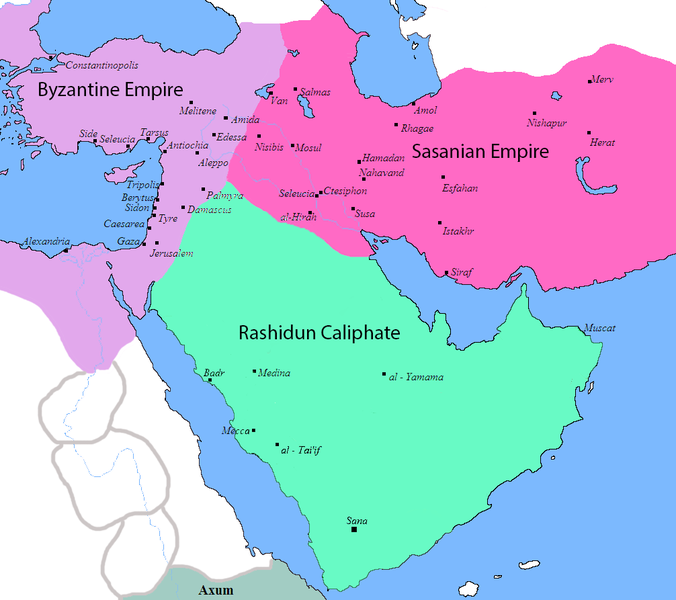 Constantinopolis
Byzantine Empire
Melitene
Amida
Van
Salmas
Amol
Rhagae
Merv
Nishapur
Herat
Side
Seleucia
Tarsus
Antiochia
Edessa
Aleppo
Nisibis
Mosul
Hamadan
Nahavand
Sasanian Empire
Esfahan
Tripolis
Berytus
Sidon
Palmyra
Damascus
Seleucia
Ctesiphon
al-Hirah
Susa
Istakhr
Caesarea
Tyre
Alexandria
Gaza
Jerusalem
Siraf
Rashidun Caliphate
Muscat
Badr
Medina
al - Yamama
Mecca
al - Tai'if
Sana
Axum